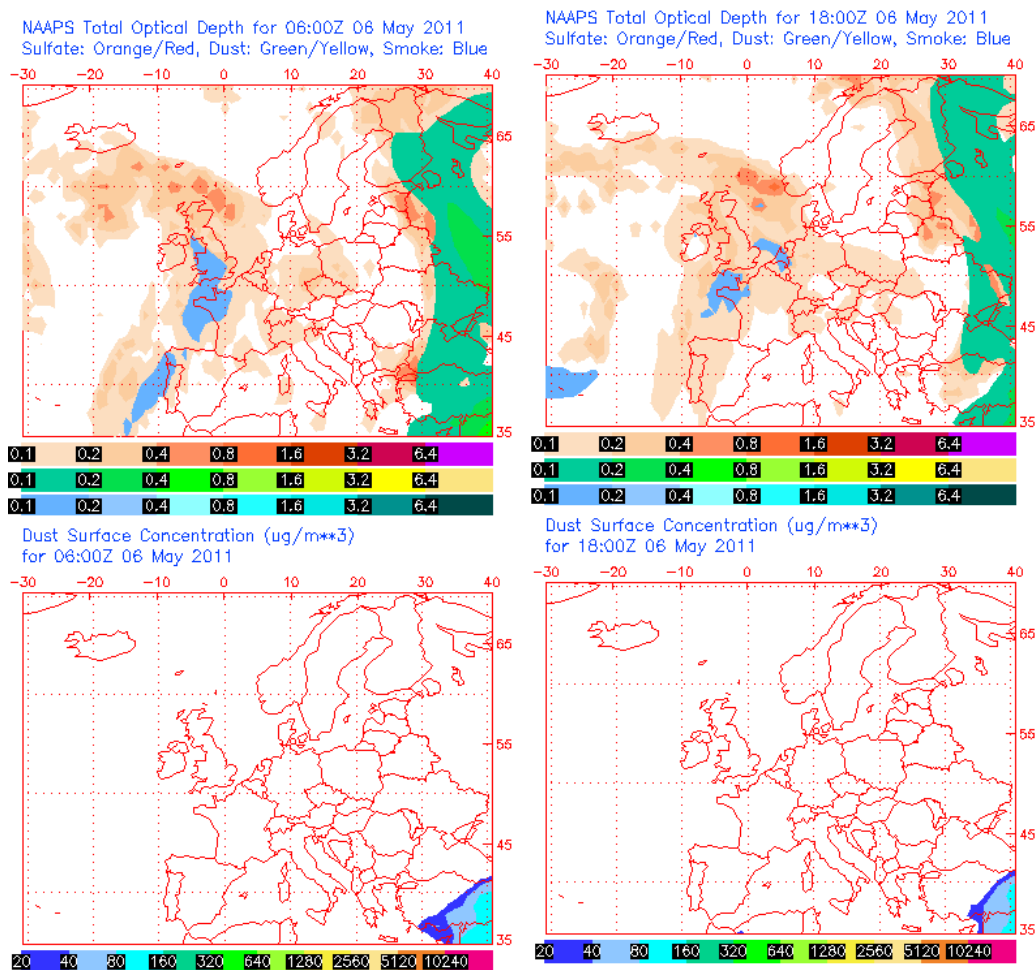 NAAPS Total Optical Depth for 06:00Z 06 May 2011
Sulfate: Orange/Red, Dust: Green/Yellow, Smoke: Blue
-30 -20 -10 0 10 20 30 40
65
55
45
35
0.1 0.2 0.4 0.8 1.6 3.2 6.4
0.1 0.2 0.4 0.8 1.6 3.2 6.4
0.1 0.2 0.4 0.8 1.6 3.2 6.4
NAAPS Total Optical Depth for 18:00Z 06 May 2011
Sulfate: Orange/Red, Dust: Green/Yellow, Smoke: Blue
-30 -20 -10 0 10 20 30 40
65
55
45
35
0.1 0.2 0.4 0.8 1.6 3.2 6.4
0.1 0.2 0.4 0.8 1.6 3.2 6.4
0.1 0.2 0.4 0.8 1.6 3.2 6.4
Dust Surface Concentration (ug/m**3)
for 06:00Z 06 May 2011
-30 -20 -10 0 10 20 30 40
65
55
45
35
20 40 80 160 320 640 1280 2560 5120 10240
Dust Surface Concentration (ug/m**3)
for 18:00Z 06 May 2011
-30 -20 -10 0 10 20 30 40
65
55
45
35
20 40 80 160 320 640 1280 2560 5120 10240